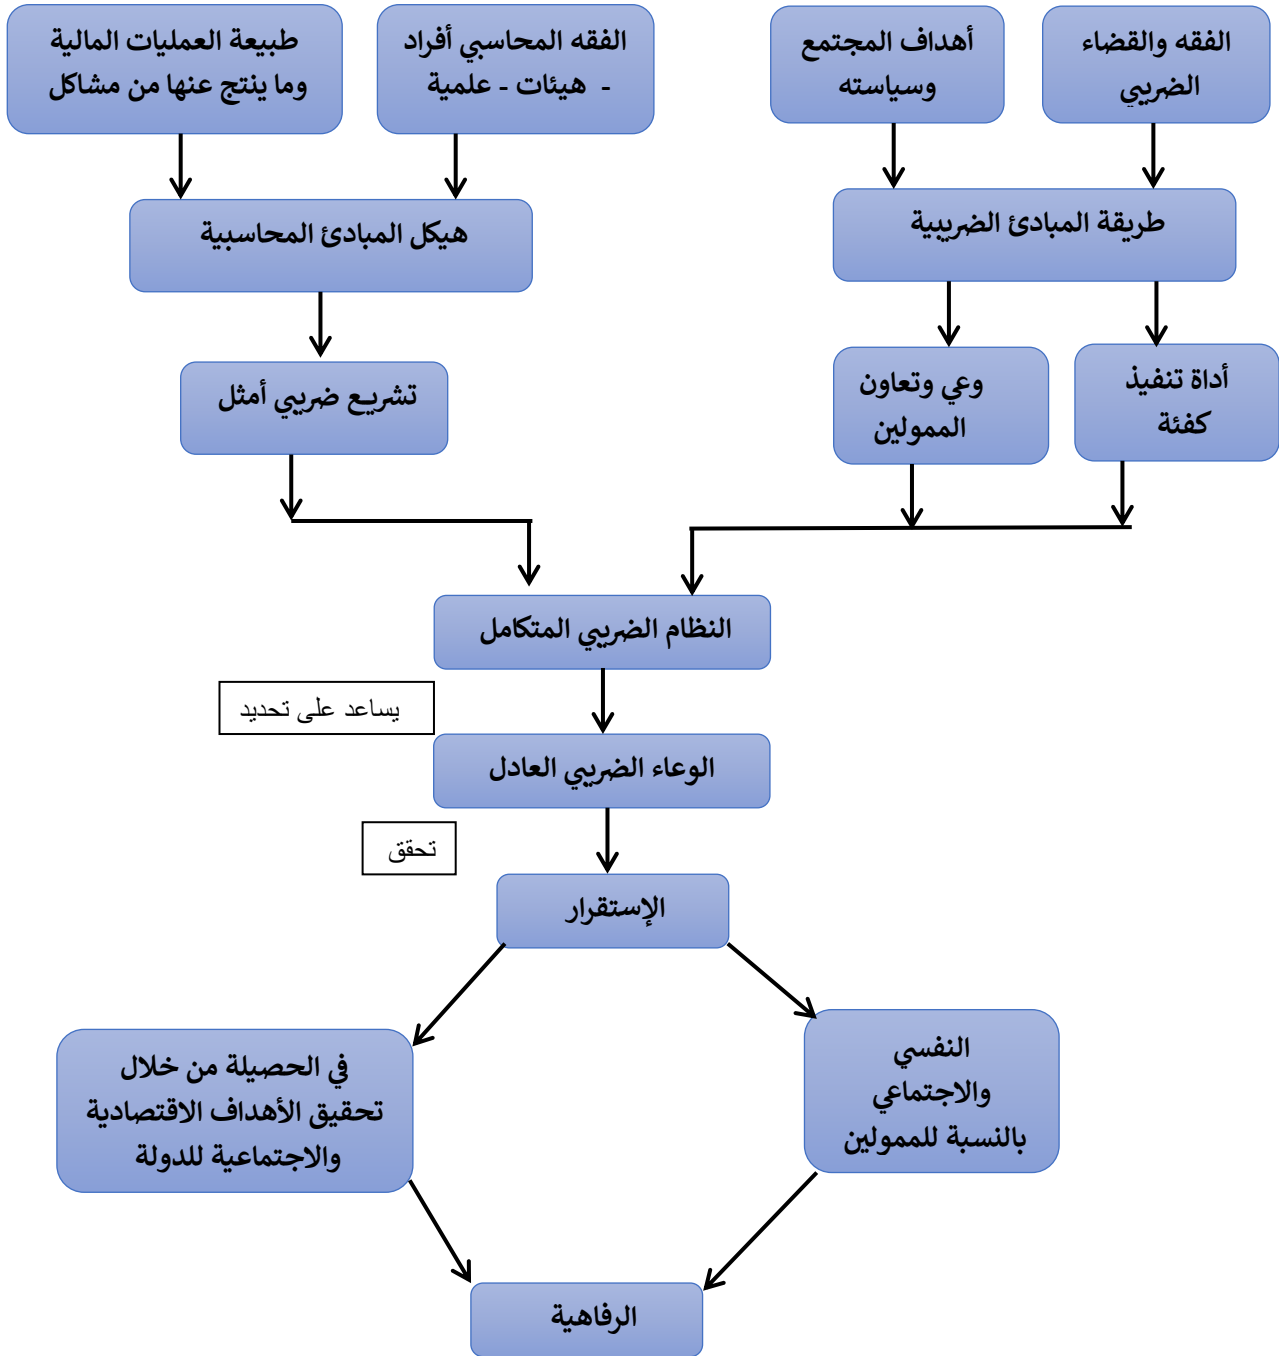 الفقه والقضاء
الضريبي
أهداف المجتمع
وسياسته
الفقه المحاسبي أفراد
- هيئات - علمية
طبيعة العمليات المالية
وما ينتج عنها من مشاكل
طريقة المبادئ الضريبية
هيكل المبادئ المحاسبية
أداة تنفيذ
كفئة
وعي وتعاون
الممولين
تشريع ضريبي أمثل
النظام الضريبي المتكامل
يساعد على تحديد
الوعاء الضريبي العادل
تحقق
الإستقرار
النفسي
والاجتماعي
بالنسبة للممولين
في الحصيلة من خلال
تحقيق الأهداف الاقتصادية
والاجتماعية للدولة
الرفاهية